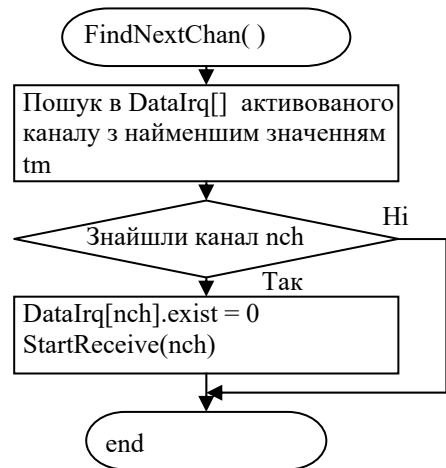 FindNextChan( )
Пошук в DataIrq[] активованого
каналу з найменшим значенням
tm
Знайшли канал nch
Ні
Так
DataIrq[nch].exist = 0
StartReceive(nch)
end